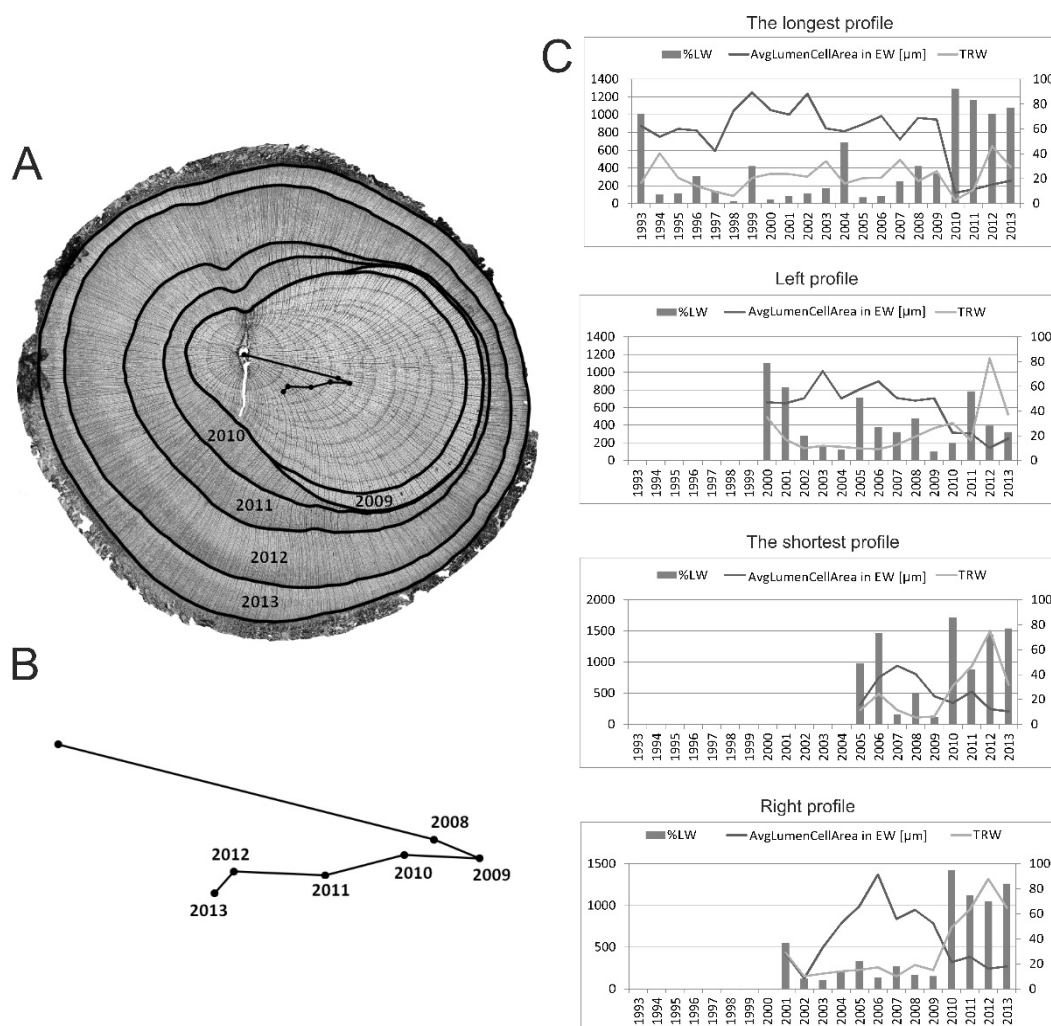 A
2010
2009
2011
2012
2013
B
2008
2012
2010
2009
2011
2013
C
The longest profile
%LW AvgLumenCellArea in EW [µm] TRW
1400 100
1200 80
1000
800 60
600 40
400
200 20
0 0
1993 1994 1995 1996 1997 1998 1999 2000 2001 2002 2003 2004 2005 2006 2007 2008 2009 2010 2011 2012 2013
Left profile
%LW AvgLumenCellArea in EW [µm] TRW
1400 100
1200 80
1000
800 60
600 40
400
200 20
0 0
1993 1994 1995 1996 1997 1998 1999 2000 2001 2002 2003 2004 2005 2006 2007 2008 2009 2010 2011 2012 2013
The shortest profile
%LW AvgLumenCellArea in EW [µm] TRW
2000 100
1500 80
60
1000
40
500 20
0 0
1993 1994 1995 1996 1997 1998 1999 2000 2001 2002 2003 2004 2005 2006 2007 2008 2009 2010 2011 2012 2013
Right profile
%LW AvgLumenCellArea in EW [µm] TRW
1500 100
80
1000 60
500 40
20
0 0
1993 1994 1995 1996 1997 1998 1999 2000 2001 2002 2003 2004 2005 2006 2007 2008 2009 2010 2011 2012 2013